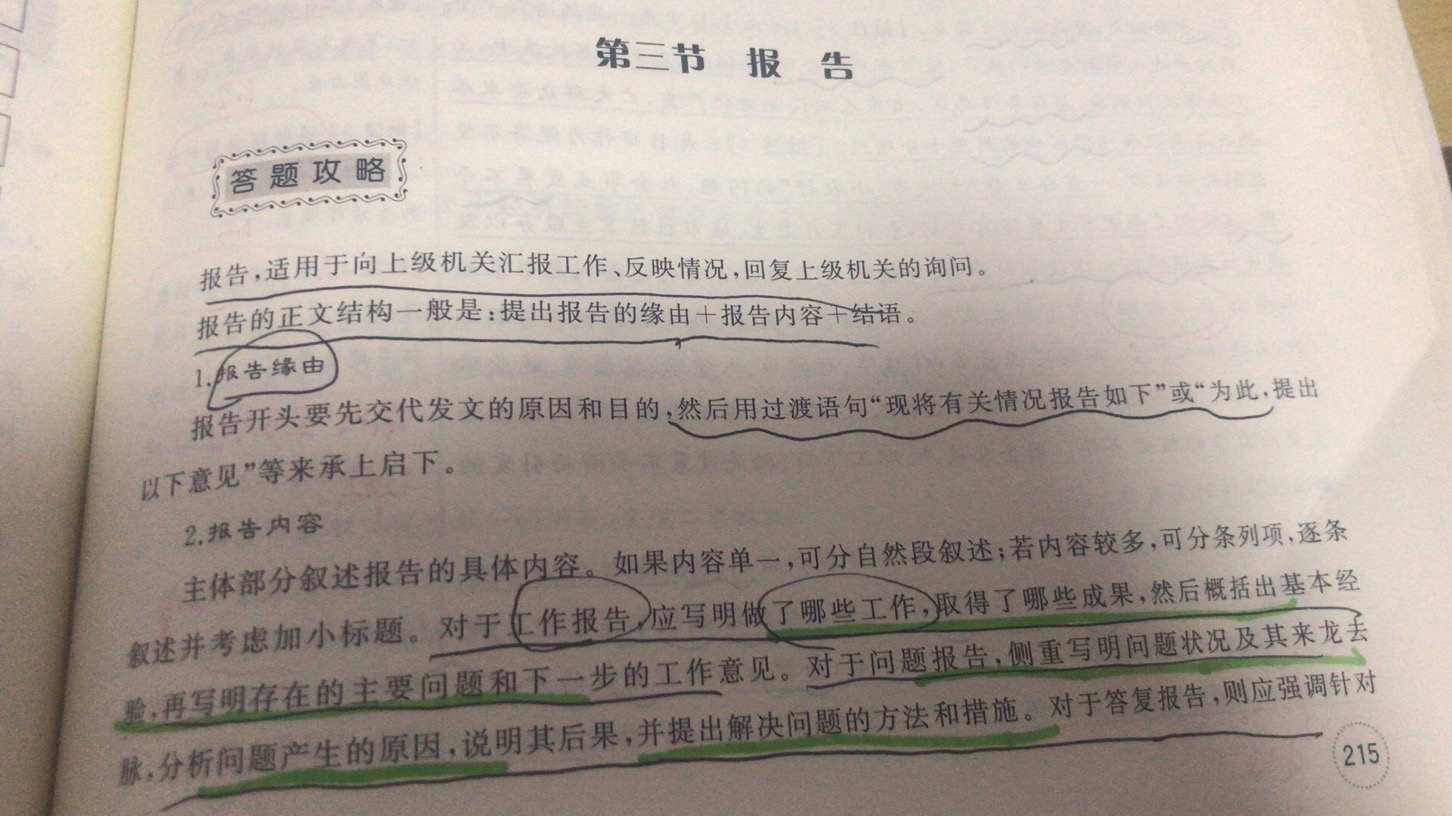 第三节 报 告
答题攻略
报告,适用于向上级机关汇报工作、反映情况,回复上级机关的询问。
报告的正文结构一般是:提出报告的缘由+报告内容+结语。
1.报告缘由
报告开头要先交代发文的原因和目的,然后用过渡语句“现将有关情况报告如下”或“为此,提出
以下意见”等来承上启下。
2.报告内容
主体部分叙述报告的具体内容。如果内容单一,可分自然段叙述;若内容较多,可分条列项,逐条
叙述并考虑加小标题。对于工作报告,应写明做了哪些工作,取得了哪些成果,然后概括出基本经
验,再写明存在的主要问题和下一步的工作意见。对于问题报告,侧重写明问题状况及其来龙去
脉,分析问题产生的原因,说明其后果,并提出解决问题的方法和措施。对于答复报告,则应强调针对
215